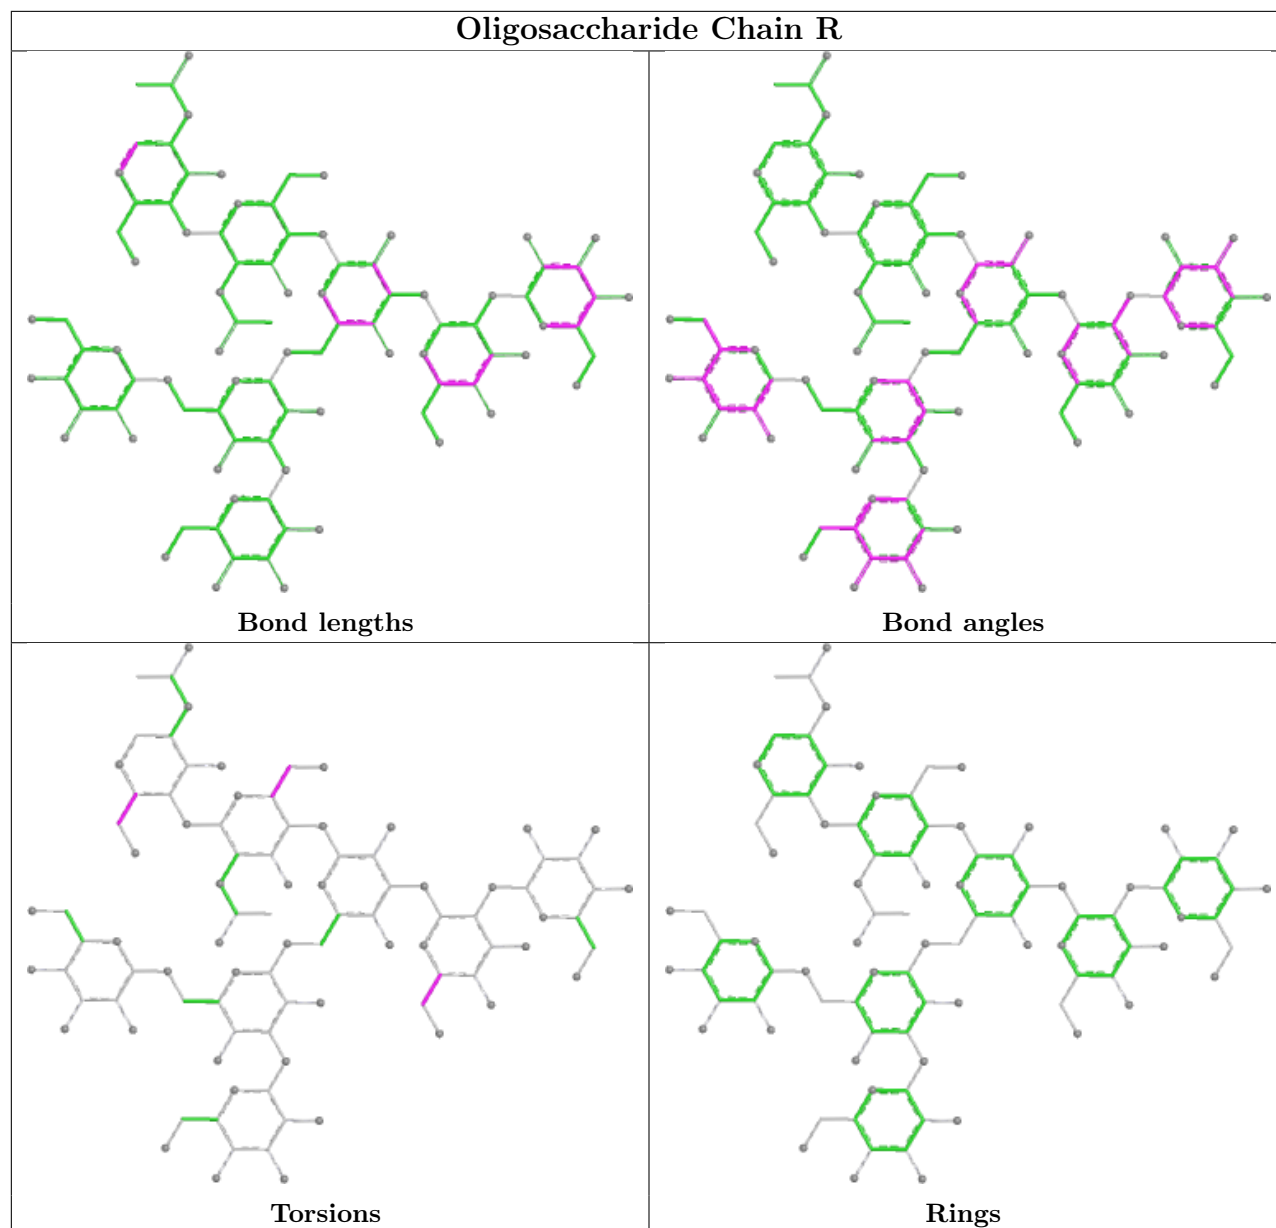 Oligosaccharide Chain R
Bond lengths
Bond angles
Torsions
Rings